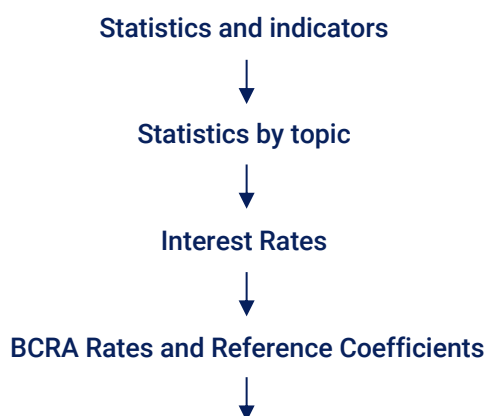 Statistics and indicators
Statistics by topic
Interest Rates
BCRA Rates and Reference Coefficients